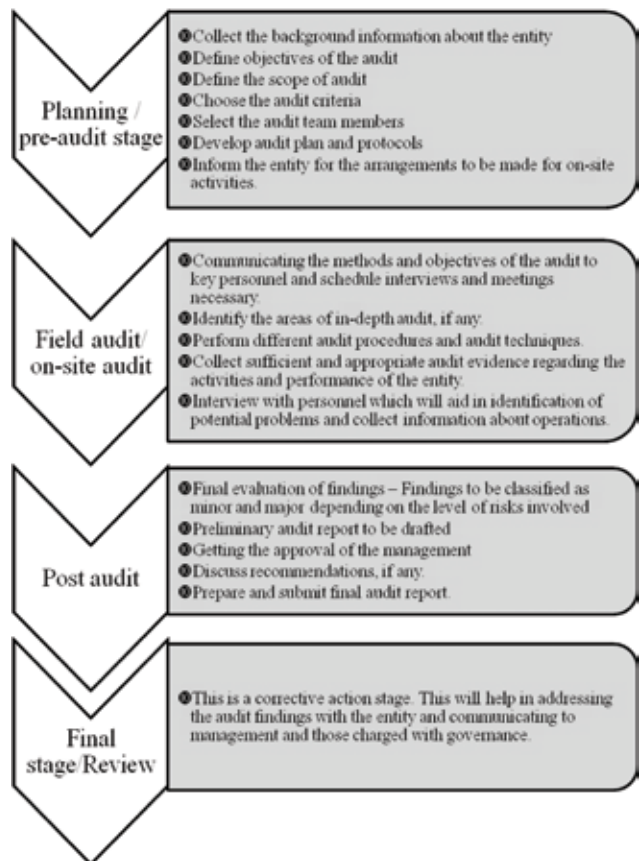 Planning /
pre-audit stage
Collect the background information about the entity
Define objectives of the audit
Define the scope of audit
Choose the audit criteria
Select the audit team members
Develop audit plan and protocols
Inform the entity for the arrangements to be made for on-site
activities.
Field audit/
on-site audit
Communicating the methods and objectives of the audit to
key personnel and schedule interviews and meetings
necessary.
Identify the areas of in-depth audit, if any.
Perform different audit procedures and audit techniques.
Collect sufficient and appropriate audit evidence regarding the
activities and performance of the entity.
Interview with personnel which will aid in identification of
potential problems and collect information about operations.
Post audit
Final evaluation of findings – Findings to be classified as
minor and major depending on the level of risks involved
Preliminary audit report to be drafted
Getting the approval of the management
Discuss recommendations, if any.
Prepare and submit final audit report.
Final
stage/Review
This is a corrective action stage. This will help in addressing
the audit findings with the entity and communicating to
management and those charged with governance.